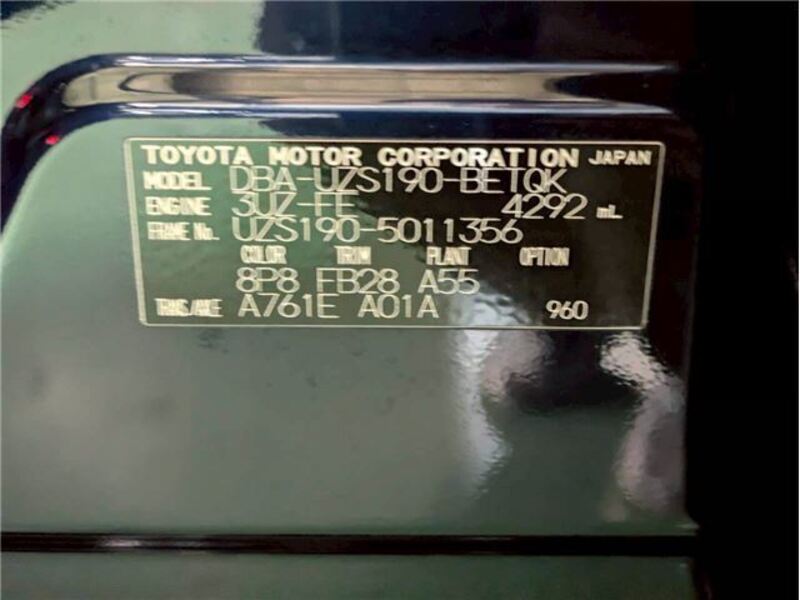 TOYOTA MOTOR CORPORATION JAPAN
MODEL DBA-UZS190-BETQK
ENGINE 3UZ-FE 4292 mL
FRAME No. UZS190-5011356
COLOR TRIM PLANT OPTION
8P8 FB28 A55
TRANS/AXLE A761E A01A 960